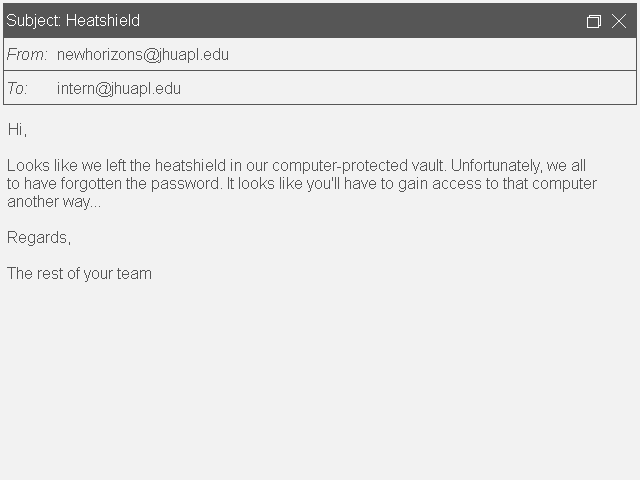 Subject: Heatshield
From: newhorizons@jhuapl.edu
To: intern@jhuapl.edu
Hi,
Looks like we left the heatshield in our computer-protected vault. Unfortunately, we all
to have forgotten the password. It looks like you'll have to gain access to that computer
another way...
Regards,
The rest of your team